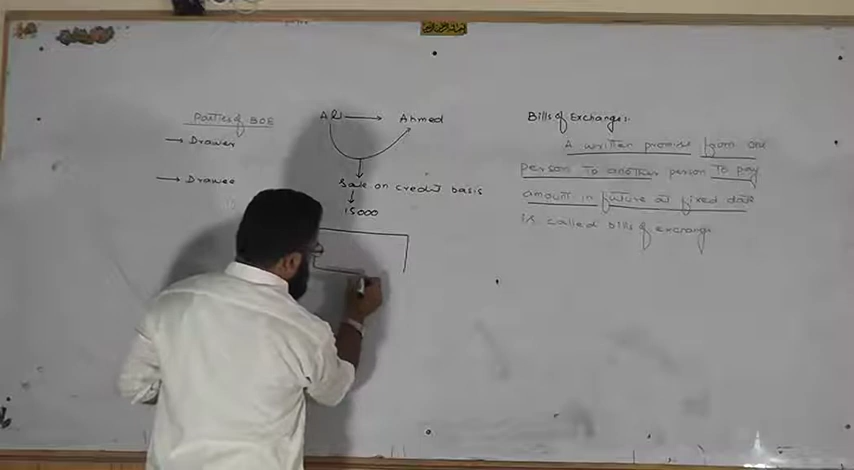 Parties of BOE
→ Drawer
→ Drawee
Ali → Ahmed
Sale on credit basis
15000
Bills of Exchange:
A written promise from one
person to another person to pay
amount in future at fixed date
is called bills of exchange